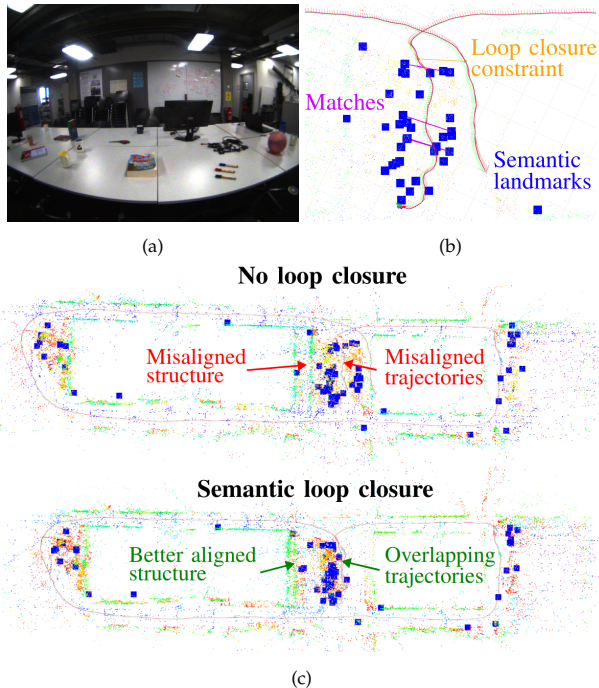 Loop closure
constraint
Matches
Semantic
landmarks
(a)
(b)
No loop closure
Misaligned
structure
Misaligned
trajectories
Semantic loop closure
Better aligned
structure
Overlapping
trajectories
(c)